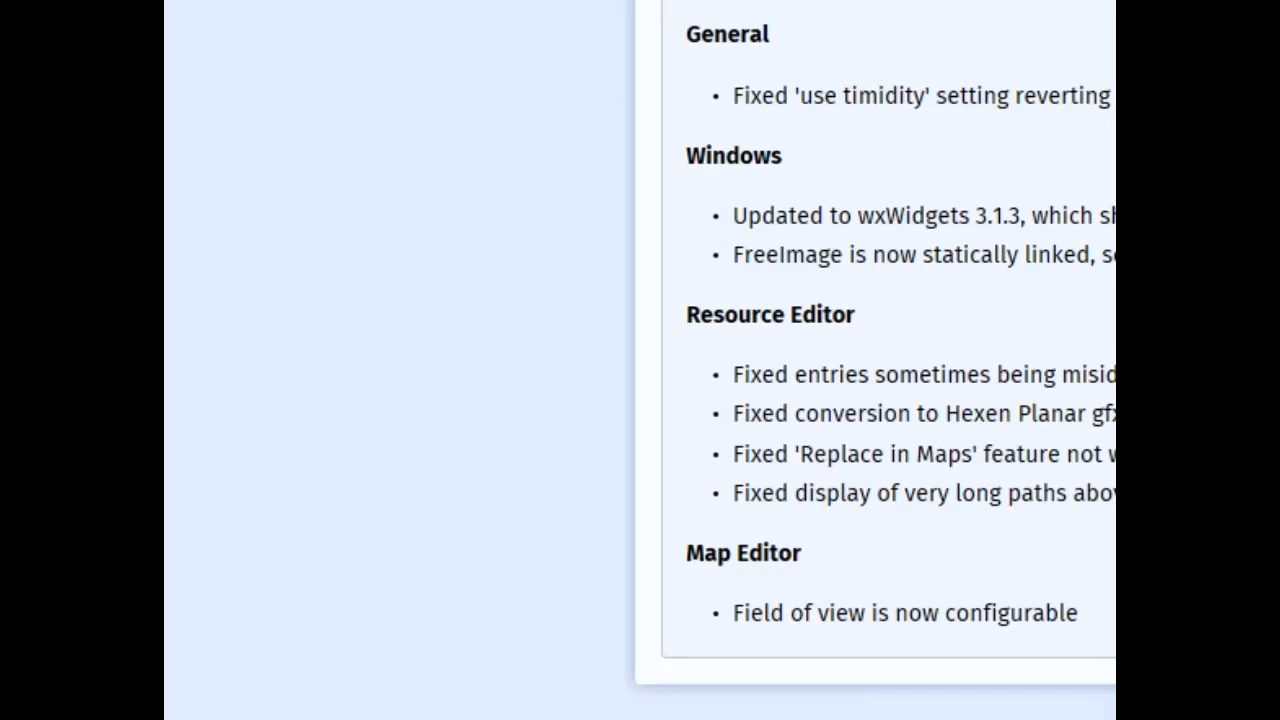 General
• Fixed 'use timidity' setting reverting
Windows
• Updated to wxWidgets 3.1.3, which
• FreeImage is now statically linked,
Resource Editor
• Fixed entries sometimes being
• Fixed conversion to Hexen Planar
• Fixed 'Replace in Maps' feature not
• Fixed display of very long paths
Map Editor
• Field of view is now configurable